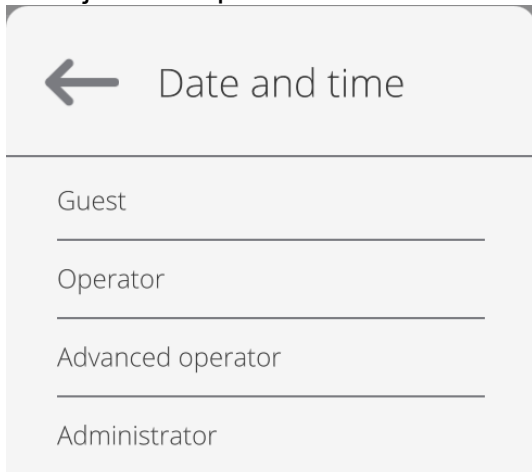 Date and time
Guest
Operator
Advanced operator
Administrator